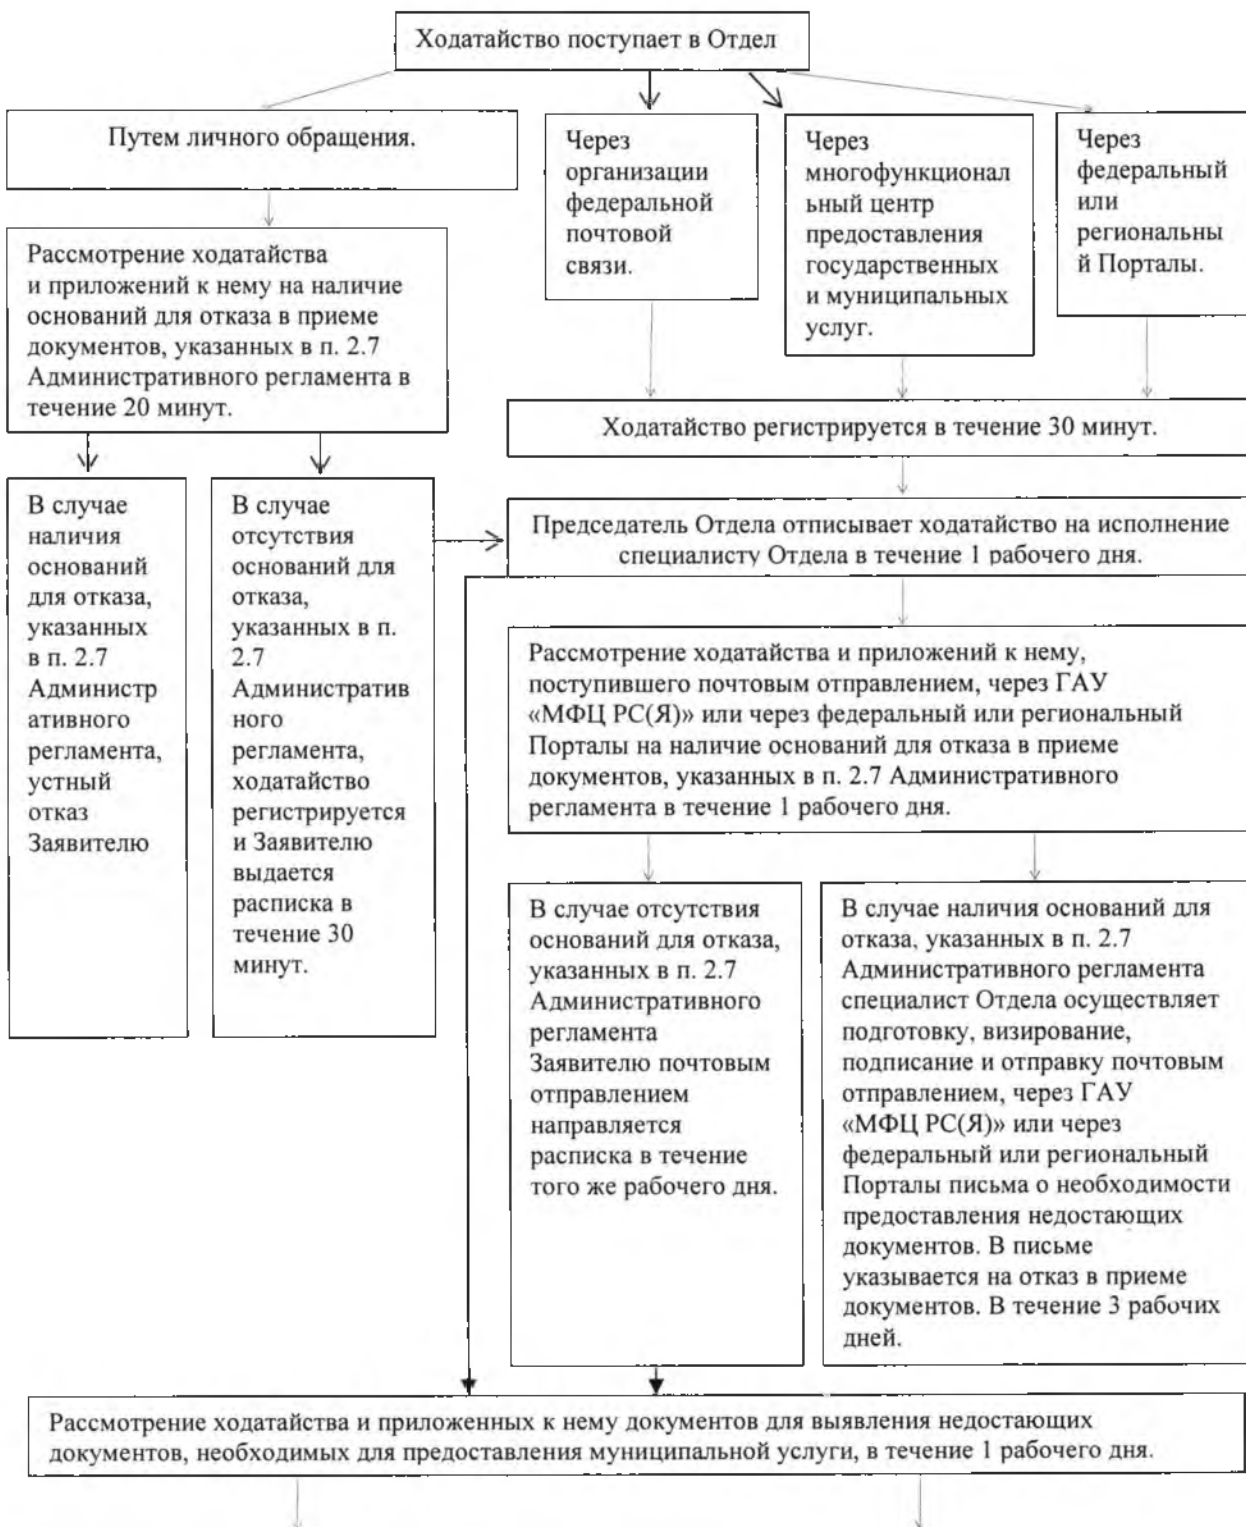 Ходатайство поступает в Отдел
Путем личного обращения.
Через
организации
федеральной
почтовой
связи.
Через
многофункционал
ьный центр
предоставления
государственных
и муниципальных
услуг.
Через
федеральный
или
региональны
й Порталы.
Рассмотрение ходатайства
и приложений к нему на наличие
оснований для отказа в приеме
документов, указанных в п. 2.7
Административного регламента в
течение 20 минут.
Ходатайство регистрируется в течение 30 минут.
В случае
наличия
оснований
для отказа,
указанных
в п. 2.7
Администр
ативного
регламента,
устный
отказ
Заявителю
В случае
отсутствия
оснований для
отказа,
указанных в п.
2.7
Административ
ного
регламента,
ходатайство
регистрируется
и Заявителю
выдается
расписка в
течение 30
минут.
Председатель Отдела отписывает ходатайство на исполнение
специалисту Отдела в течение 1 рабочего дня.
Рассмотрение ходатайства и приложений к нему,
поступившего почтовым отправлением, через ГАУ
«МФЦ РС(Я)» или через федеральный или региональный
Порталы на наличие оснований для отказа в приеме
документов, указанных в п. 2.7 Административного
регламента в течение 1 рабочего дня.
В случае отсутствия
оснований для отказа,
указанных в п. 2.7
Административного
регламента
Заявителю почтовым
отправлением
направляется
расписка в течение
того же рабочего дня.
В случае наличия оснований для
отказа, указанных в п. 2.7
Административного регламента
специалист Отдела осуществляет
подготовку, визирование,
подписание и отправку почтовым
отправлением, через ГАУ
«МФЦ РС(Я)» или через
федеральный или региональный
Порталы письма о необходимости
предоставления недостающих
документов. В письме
указывается на отказ в приеме
документов. В течение 3 рабочих
дней.
Рассмотрение ходатайства и приложенных к нему документов для выявления недостающих
документов, необходимых для предоставления муниципальной услуги, в течение 1 рабочего дня.